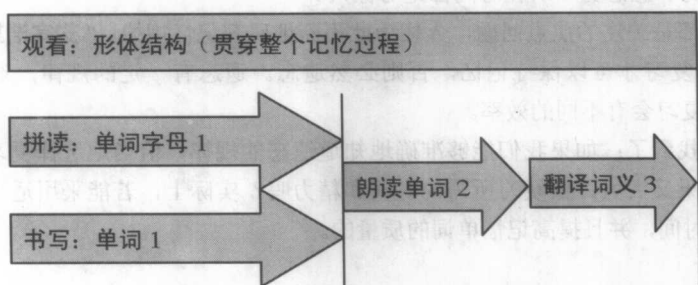 观看：形体结构（贯穿整个记忆过程）
拼读：单词字母 1
朗读单词 2
翻译词义 3
书写：单词 1